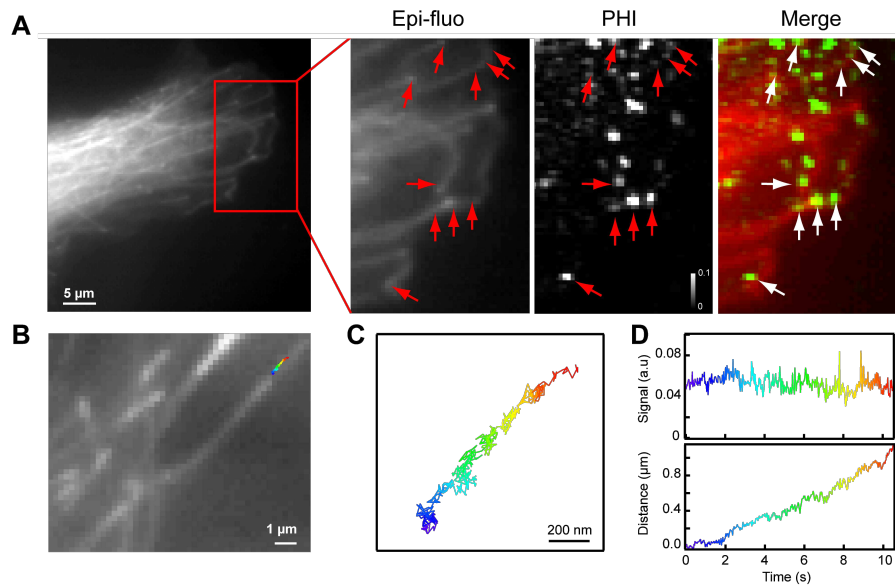 A
Epi-fluo
PHI
Merge
5 µm
0.1
0
B
1 µm
C
200 nm
D
Signal (a.u)
0.08
0.04
0
Distance (µm)
0.8
0.4
0.0
0 2 4 6 8 10
Time (s)